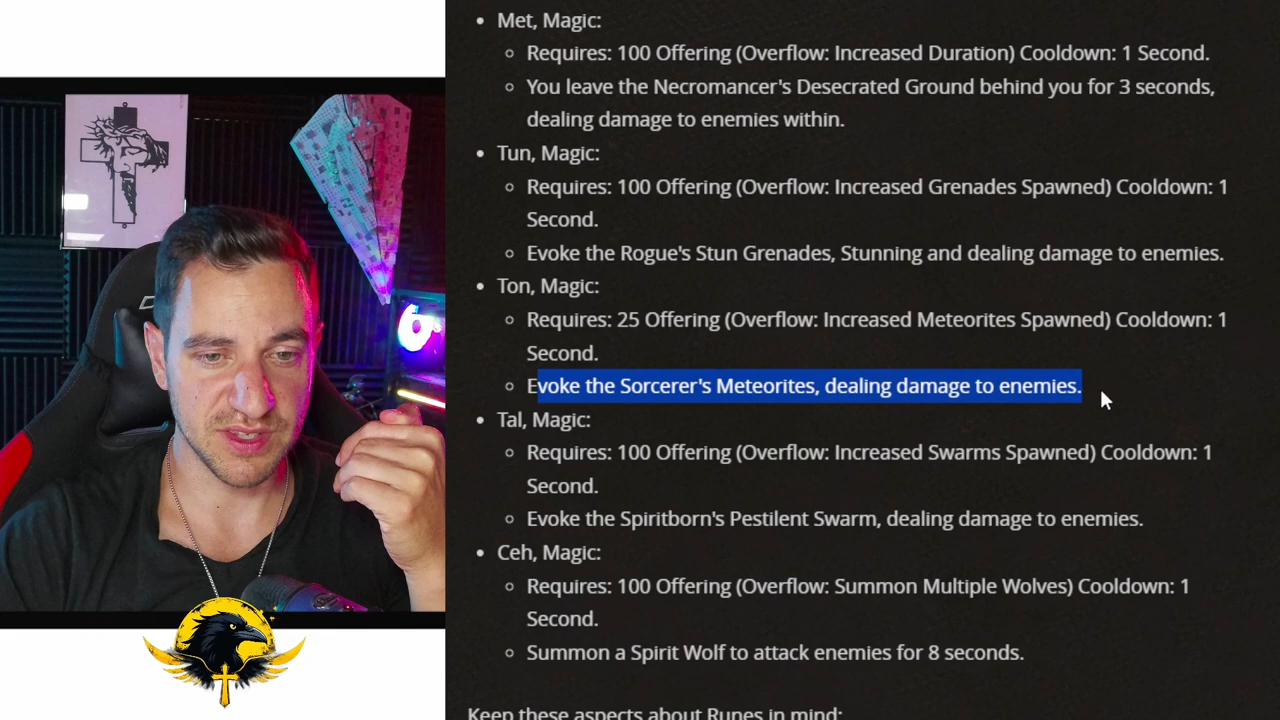 Met, Magic:
Requires: 100 Offering (Overflow: Increased Duration) Cooldown: 1 Second.
You leave the Necromancer's Desecrated Ground behind you for 3 seconds,
dealing damage to enemies within.
Tun, Magic:
Requires: 100 Offering (Overflow: Increased Grenades Spawned) Cooldown: 1
Second.
Evoke the Rogue's Stun Grenades, Stunning and dealing damage to enemies.
Ton, Magic:
Requires: 25 Offering (Overflow: Increased Meteorites Spawned) Cooldown: 1
Second.
Evoke the Sorcerer's Meteorites, dealing damage to enemies.
Tal, Magic:
Requires: 100 Offering (Overflow: Increased Swarms Spawned) Cooldown: 1
Second.
Evoke the Spiritborn's Pestilent Swarm, dealing damage to enemies.
Ceh, Magic:
Requires: 100 Offering (Overflow: Summon Multiple Wolves) Cooldown: 1
Second.
Summon a Spirit Wolf to attack enemies for 8 seconds.
Keep these aspects about Runes in mind: